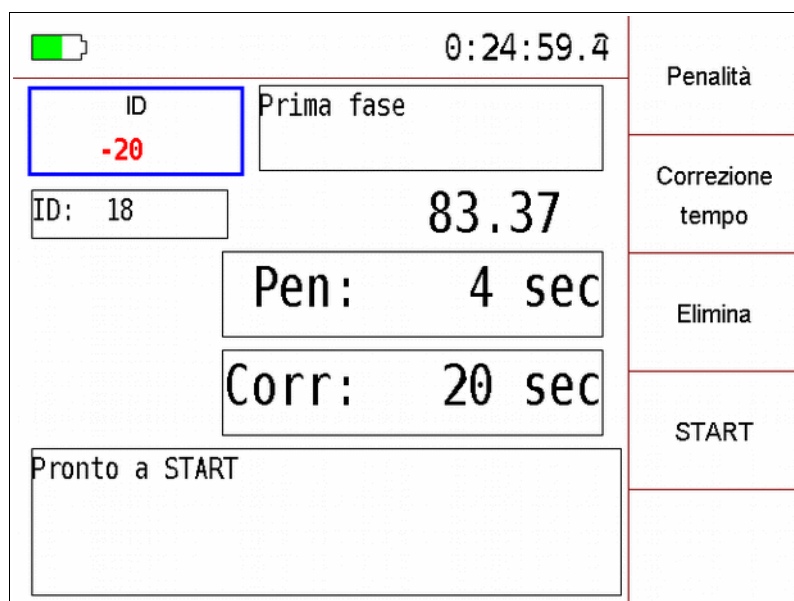 0:24:59.4
Penalità
ID
-20
Prima fase
Correzione
tempo
ID: 18
83.37
Pen: 4 sec
Elimina
Corr: 20 sec
START
Pronto a START